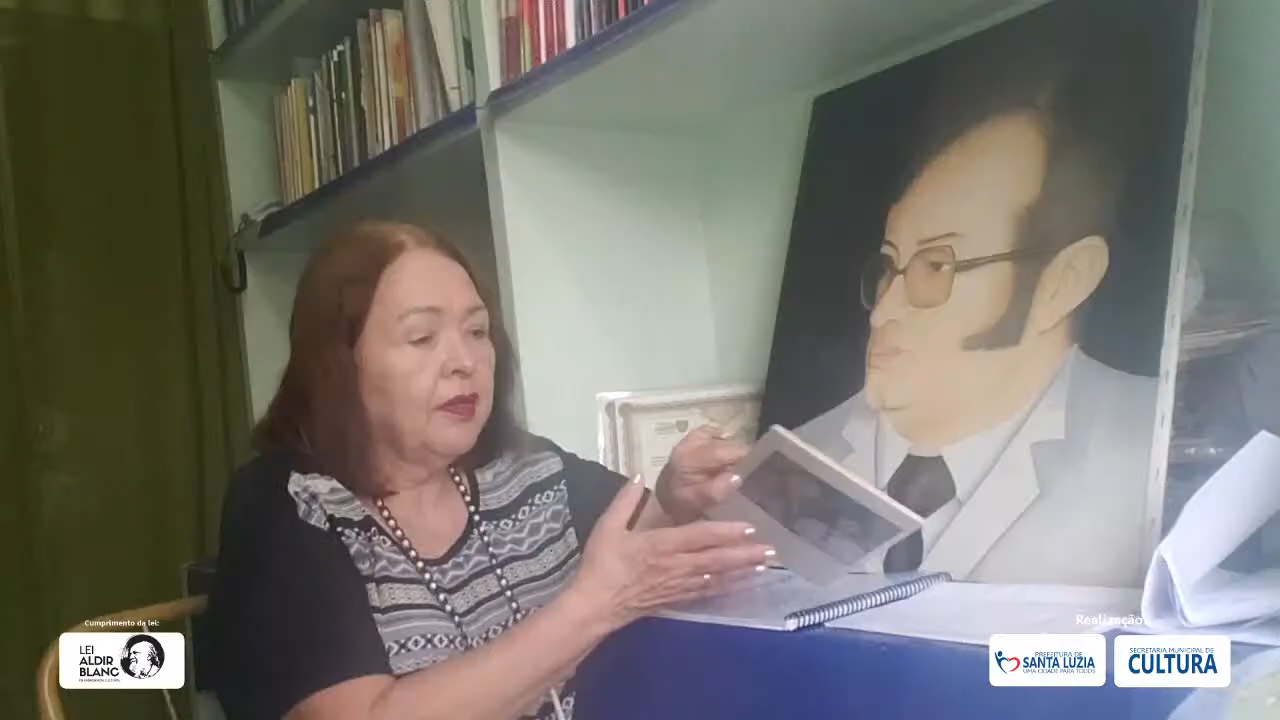 Cumprimento da lei:
LEI
ALDIR
BLANC
Realização:
PREFEITURA DE
SANTA LUZIA
UMA CIDADE PARA TODOS
SECRETARIA MUNICIPAL DE
CULTURA